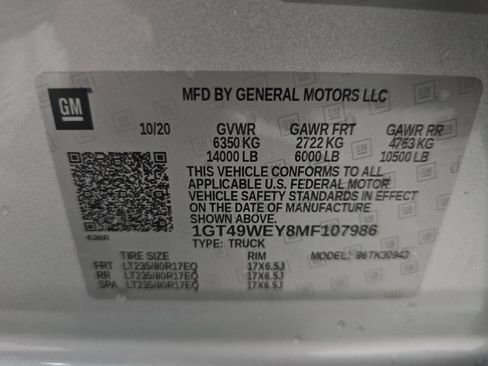 GM
MFD BY GENERAL MOTORS LLC
10/20 GVWR GAWR FRT GAWR RR
6350 KG 2722 KG 4763 KG
14000 LB 6000 LB 10500 LB
THIS VEHICLE CONFORMS TO ALL
APPLICABLE U.S. FEDERAL MOTOR
VEHICLE SAFETY STANDARDS IN EFFECT
ON THE DATE OF MANUFACTURE
SHOWN ABOVE.
1GT49WEY8MF107986
TYPE: TRUCK
TIRE SIZE RIM MODEL:
FRT LT235/80R17EQ 17X6.5J
RR LT235/80R17EQ 17X6.5J
SPA LT235/80R17EQ 17X6.5J